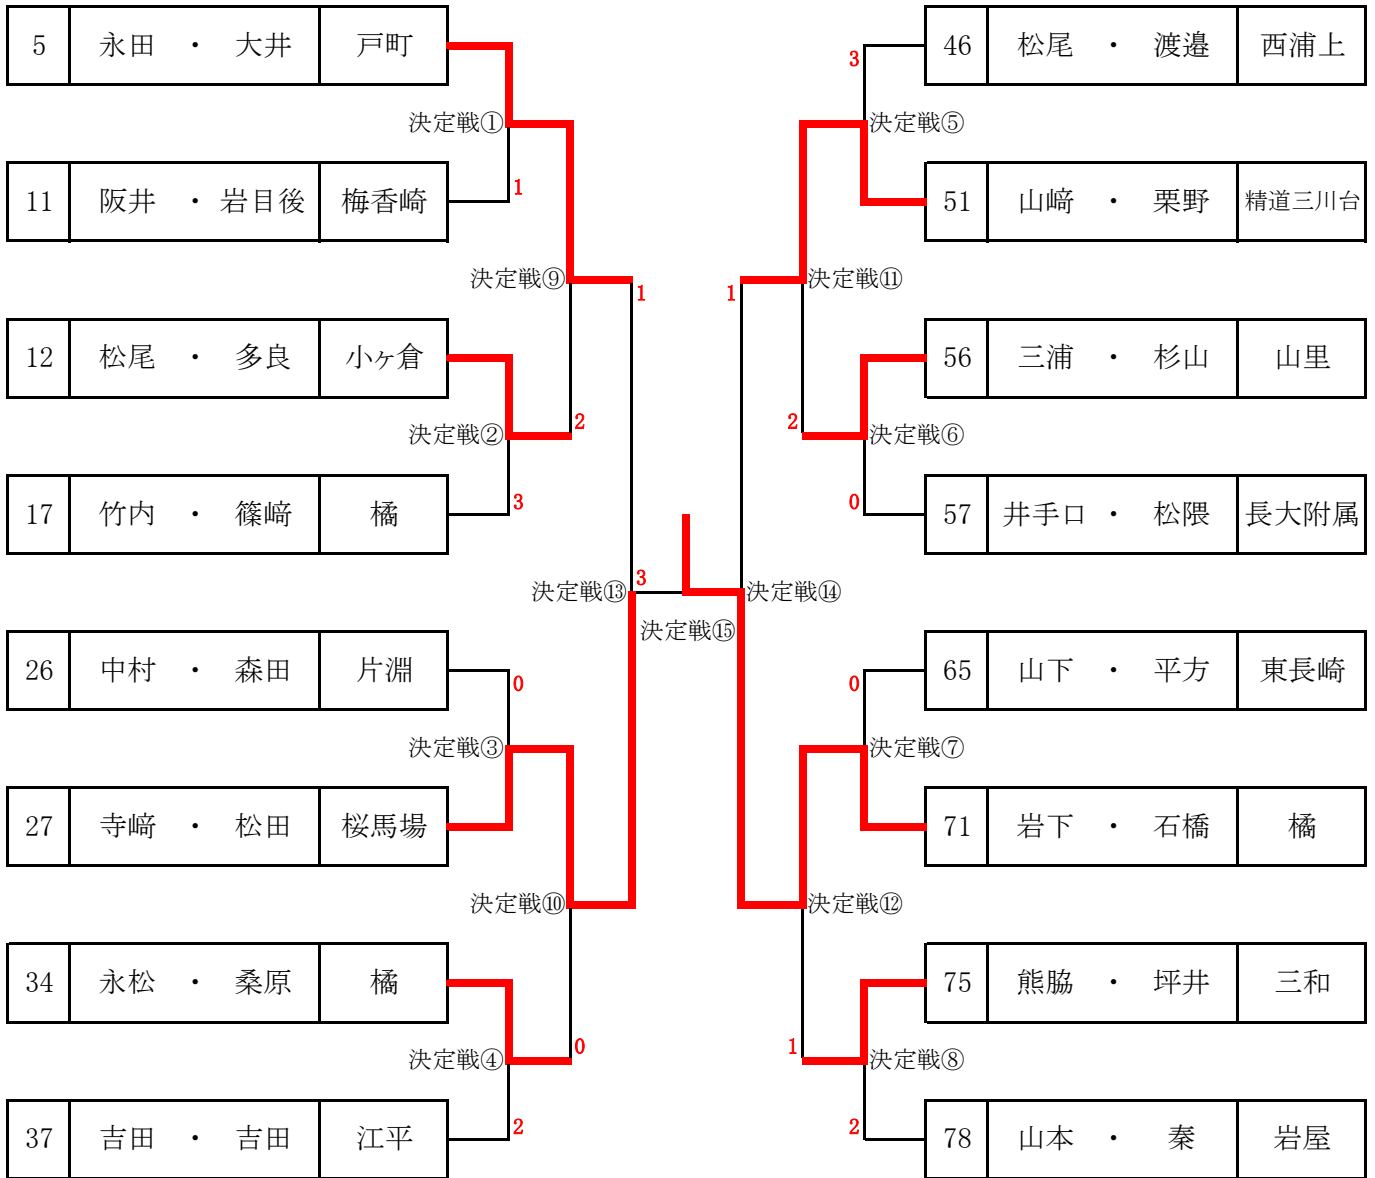 5 永田 ・ 大井 戸町
46 松尾 ・ 渡邉 西浦上
3
決定戦①
決定戦⑤
1
11 阪井 ・ 岩目後 梅香崎
51 山﨑 ・ 栗野 精道三川台
決定戦⑨
決定戦⑪
1
1
12 松尾 ・ 多良 小ヶ倉
56 三浦 ・ 杉山 山里
2
2
決定戦②
決定戦⑥
3
0
17 竹内 ・ 篠﨑 橘
57 井手口 ・ 松隈 長大附属
3
決定戦⑬
決定戦⑭
決定戦⑮
26 中村 ・ 森田 片淵
65 山下 ・ 平方 東長崎
0
0
決定戦③
決定戦⑦
27 寺﨑 ・ 松田 桜馬場
71 岩下 ・ 石橋 橘
決定戦⑩
決定戦⑫
34 永松 ・ 桑原 橘
75 熊脇 ・ 坪井 三和
0
1
決定戦④
決定戦⑧
2
2
37 吉田 ・ 吉田 江平
78 山本 ・ 秦 岩屋